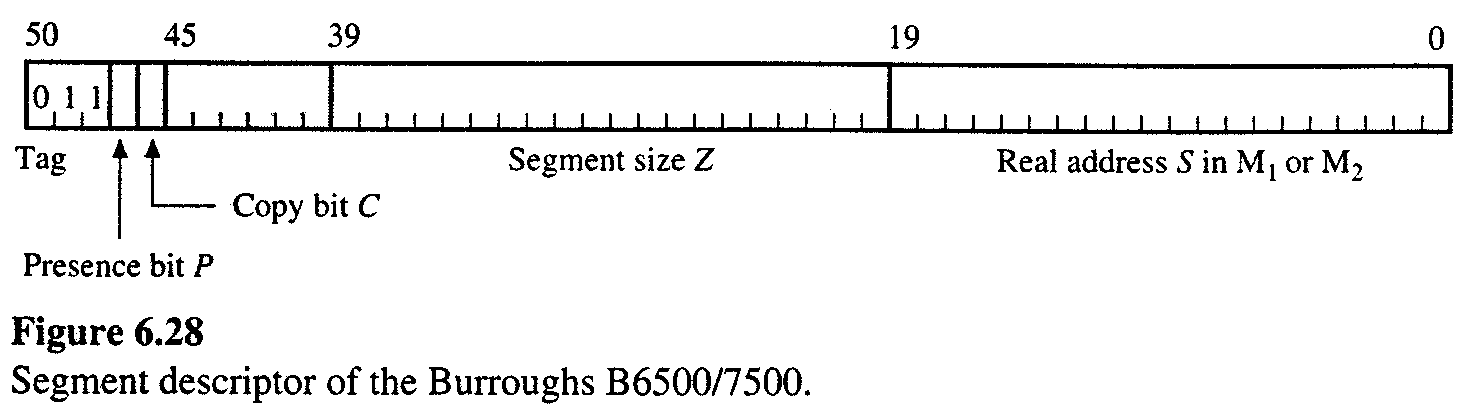 50 45 39 19 0
0 1 1
Tag Segment size Z Real address S in M1 or M2
Copy bit C
Presence bit P
Figure 6.28
Segment descriptor of the Burroughs B6500/7500.